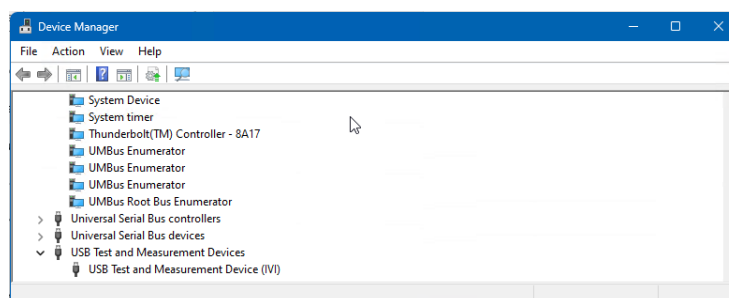 Device Manager
File Action View Help
System Device
System timer
Thunderbolt(TM) Controller - 8A17
UMBus Enumerator
UMBus Enumerator
UMBus Enumerator
UMBus Root Bus Enumerator
Universal Serial Bus controllers
Universal Serial Bus devices
USB Test and Measurement Devices
USB Test and Measurement Device (IVI)